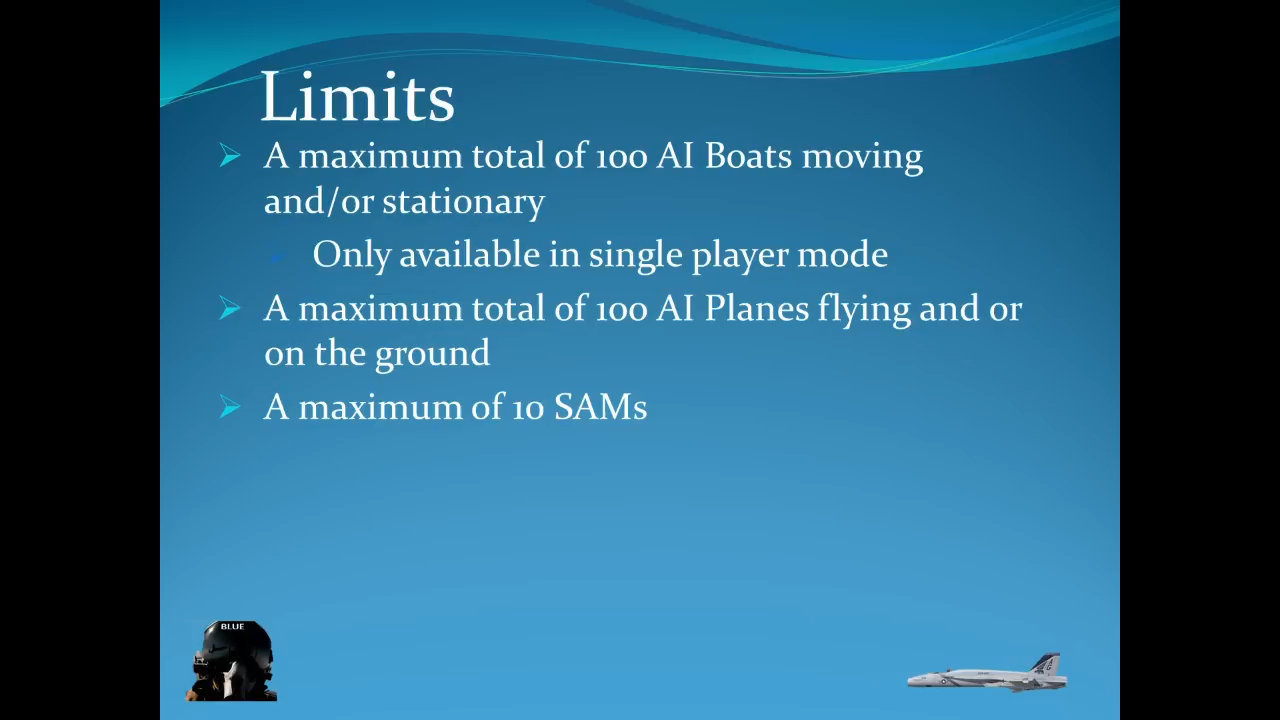 Limits
A maximum total of 100 AI Boats moving
and/or stationary
Only available in single player mode
A maximum total of 100 AI Planes flying and or
on the ground
A maximum of 10 SAMs
BLUE